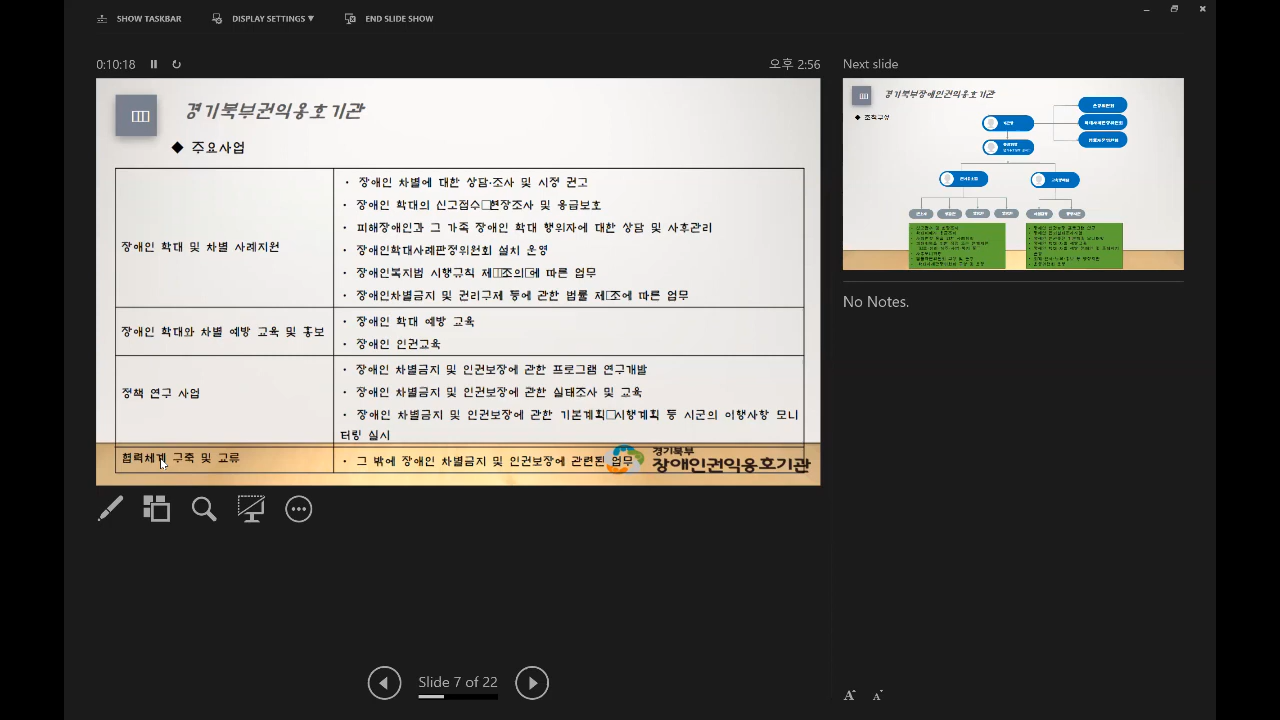 SHOW TASKBAR
DISPLAY SETTINGS ▼
END SLIDE SHOW
0:10:18
오후 2:56
Next slide
경기북부권익옹호기관
◆ 주요사업
장애인 학대 및 차별 사례지원
· 장애인 차별에 대한 상담·조사 및 시정 권고
· 장애인 학대의 신고접수□현장조사 및 응급보호
· 피해장애인과 그 가족 장애인 학대 행위자에 대한 상담 및 사후관리
· 장애인학대사례판정위원회 설치 운영
· 장애인복지법 시행규칙 제□조의□에 따른 업무
· 장애인차별금지 및 권리구제 등에 관한 법률 제□조에 따른 업무
장애인 학대와 차별 예방 교육 및 홍보
· 장애인 학대 예방 교육
· 장애인 인권교육
정책 연구 사업
· 장애인 차별금지 및 인권보장에 관한 프로그램 연구개발
· 장애인 차별금지 및 인권보장에 관한 실태조사 및 교육
· 장애인 차별금지 및 인권보장에 관한 기본계획□시행계획 등 시군의 이행사항 모니
터링 실시
협력체계 구축 및 교류
· 그 밖에 장애인 차별금지 및 인권보장에 관련된 업무
경기북부
장애인권익옹호기관
경기북부장애인권익옹호기관
◆ 조직구성
No Notes.
Slide 7 of 22